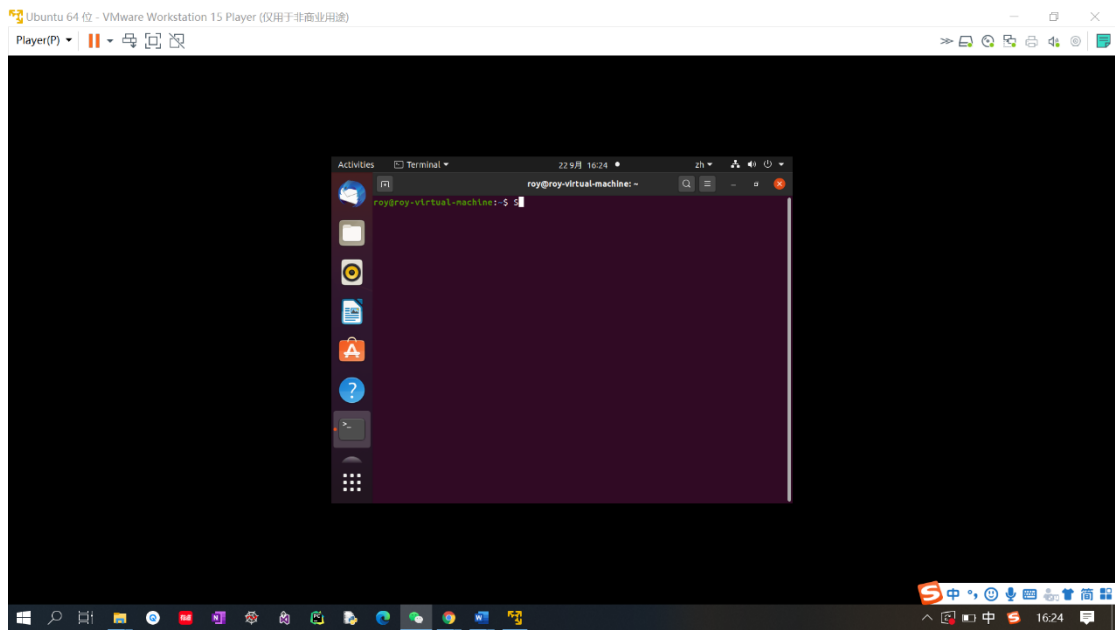 Ubuntu 64 位 - VMware Workstation 15 Player (仅用于非商业用途)
Player(P)
Activities Terminal 22 9月 16:24 zh
roy@roy-virtual-machine: ~
roy@roy-virtual-machine:~$ S
中 简
中 16:24